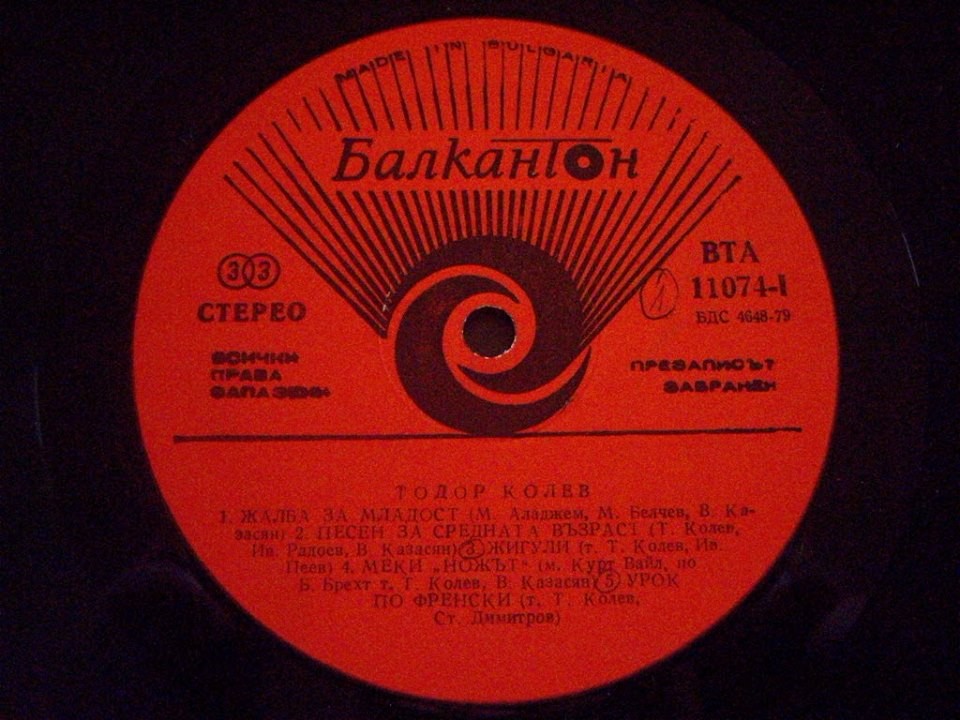 MADE IN BULGARIA
Балкантон
33
СТЕРЕО
ВСИЧКИ
ПРАВА
ЗАПАЗЕНИ
ВТА
1 11074-I
БДС 4648-79
ПРЕЗАПИСЪТ
ЗАБРАНЕН
ТОДОР КОЛЕВ
1. ЖАЛБА ЗА МЛАДОСТ (М. Аладжем, М. Белчев, В. Ка-
засян) 2. ПЕСЕН ЗА СРЕДНАТА ВЪЗРАСТ (Т. Колев,
Ив. Радоев, В. Казасян) 3. ЖИГУЛИ (т. Т. Колев, Ив.
Пеев) 4. МЕКИ „НОЖЪТ" (м. Курт Вайл, по
Б. Брехт т. Т. Колев, В. Казасян) 5. УРОК
ПО ФРЕНСКИ (т. Т. Колев,
Ст. Димитров)